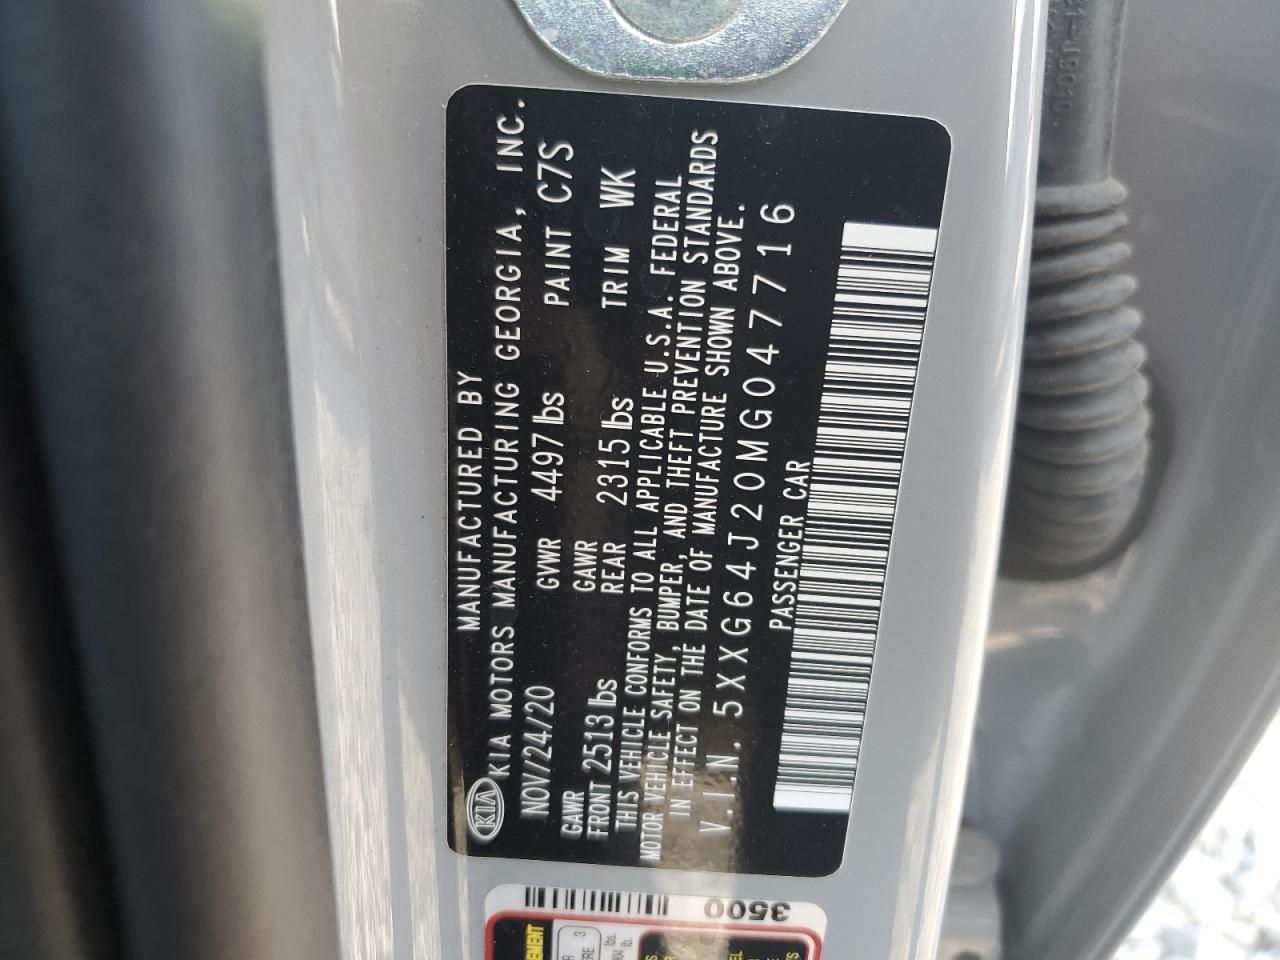 MANUFACTURED BY
KIA KIA MOTORS MANUFACTURING GEORGIA, INC.
NOV/24/20 GVWR 4497 lbs PAINT C7S
GAWR FRONT 2513 lbs GAWR REAR 2315 lbs TRIM WK
THIS VEHICLE CONFORMS TO ALL APPLICABLE U.S.A. FEDERAL
MOTOR VEHICLE SAFETY, BUMPER, AND THEFT PREVENTION STANDARDS
IN EFFECT ON THE DATE OF MANUFACTURE SHOWN ABOVE.
V.I.N. 5XXG64J20MG047716
PASSENGER CAR
3500